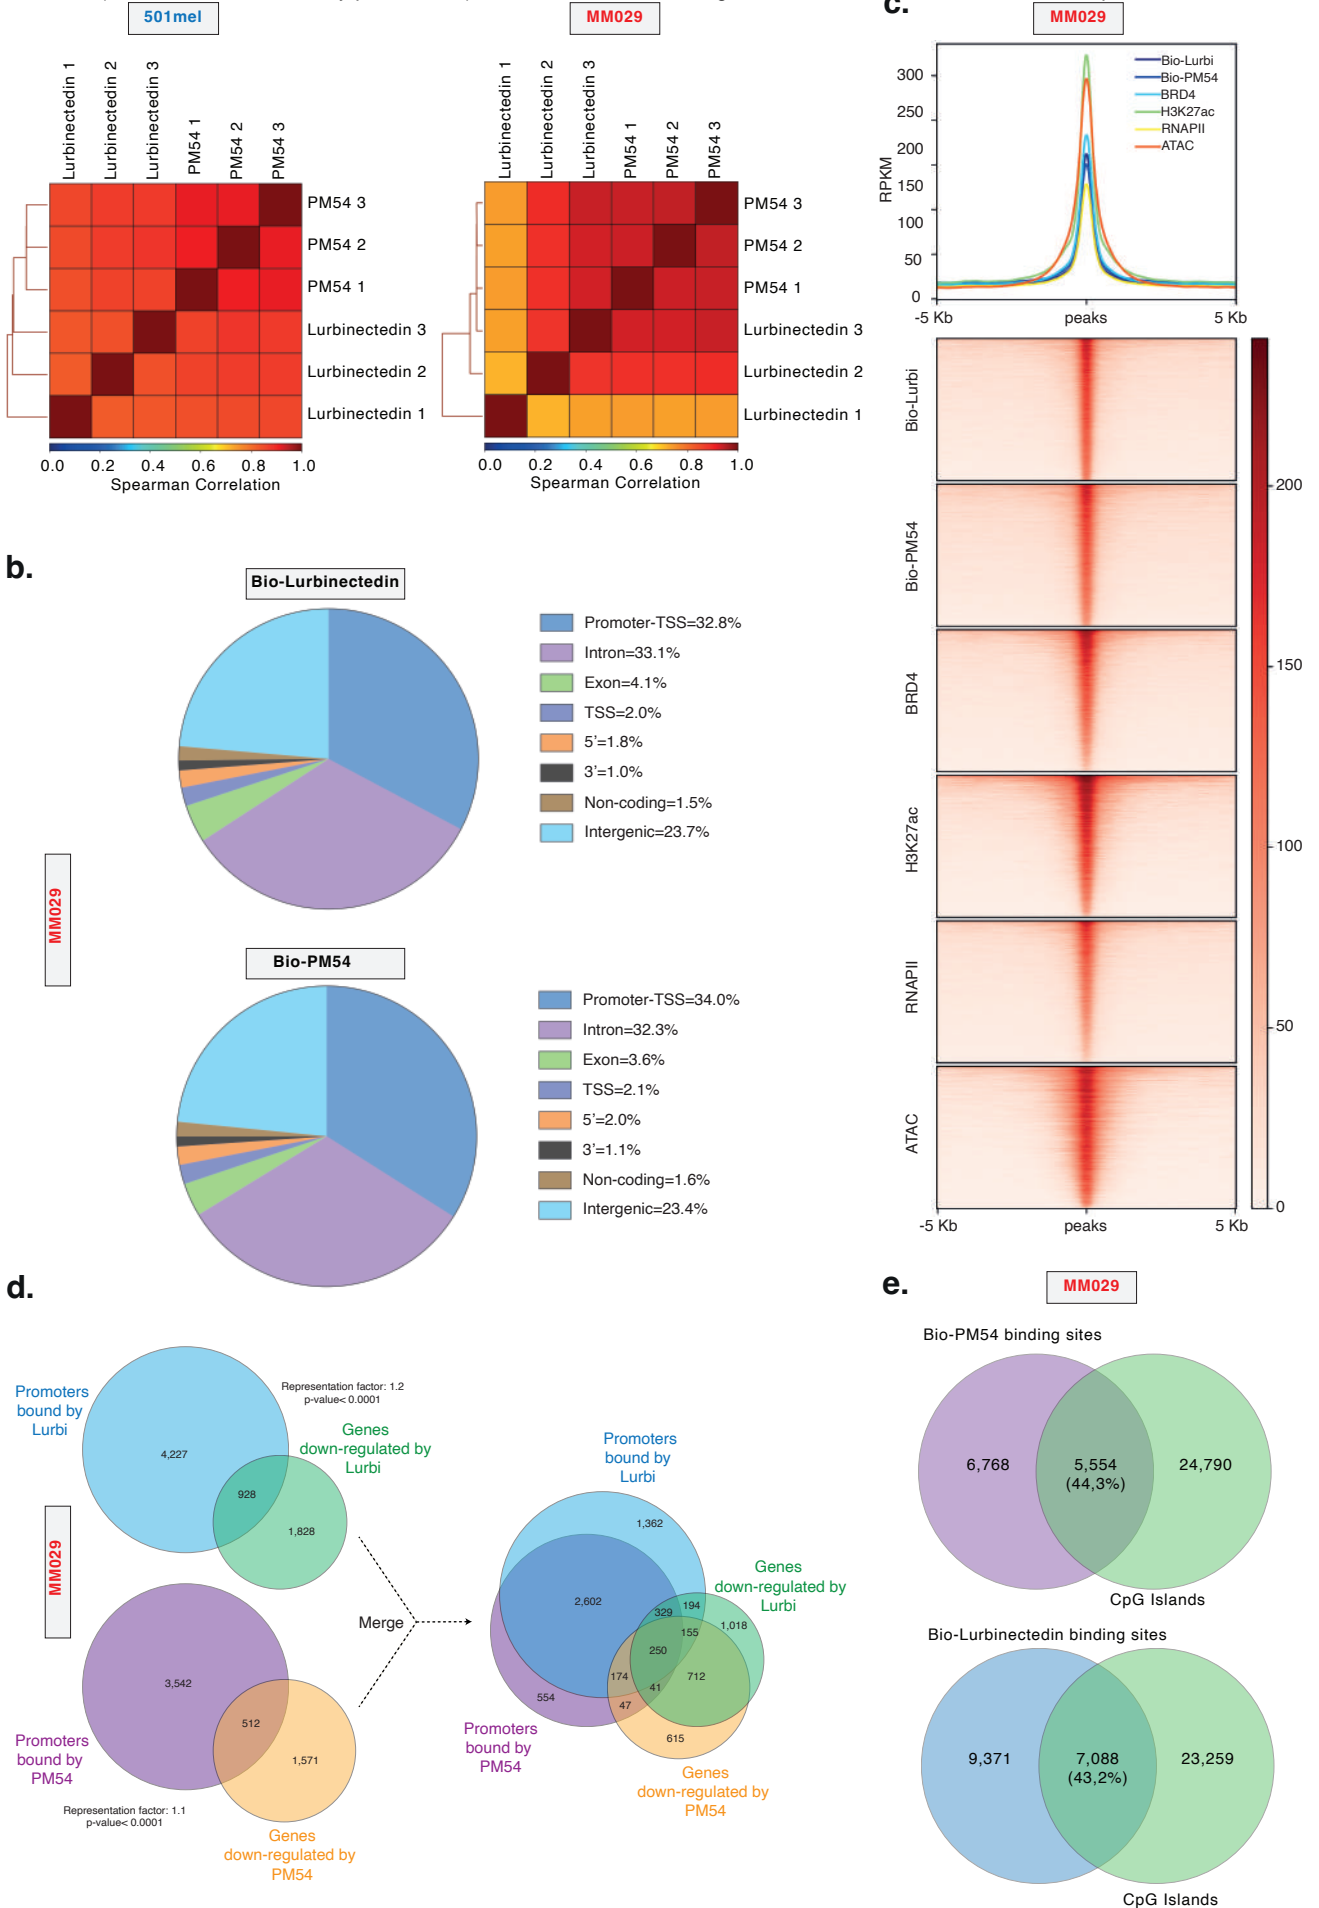 501mel
MM029
c.
MM029
Lurbinectedin 1
Lurbinectedin 2
Lurbinectedin 3
PM54 1
PM54 2
PM54 3
PM54 3
PM54 2
PM54 1
Lurbinectedin 3
Lurbinectedin 2
Lurbinectedin 1
0.0 0.2 0.4 0.6 0.8 1.0
Spearman Correlation
Lurbinectedin 1
Lurbinectedin 2
Lurbinectedin 3
PM54 1
PM54 2
PM54 3
PM54 3
PM54 2
PM54 1
Lurbinectedin 3
Lurbinectedin 2
Lurbinectedin 1
0.0 0.2 0.4 0.6 0.8 1.0
Spearman Correlation
RPKM
300
250
200
150
100
50
0
Bio-Lurbi
Bio-PM54
BRD4
H3K27ac
RNAPII
ATAC
-5 Kb peaks 5 Kb
Bio-Lurbi
Bio-PM54
BRD4
H3K27ac
RNAPII
ATAC
200
150
100
50
0
-5 Kb peaks 5 Kb
b.
MM029
Bio-Lurbinectedin
Promoter-TSS=32.8%
Intron=33.1%
Exon=4.1%
TSS=2.0%
5'=1.8%
3'=1.0%
Non-coding=1.5%
Intergenic=23.7%
Bio-PM54
Promoter-TSS=34.0%
Intron=32.3%
Exon=3.6%
TSS=2.1%
5'=2.0%
3'=1.1%
Non-coding=1.6%
Intergenic=23.4%
d.
MM029
Promoters
bound by
Lurbi
4,227
928
1,828
Representation factor: 1.2
p-value< 0.0001
Genes
down-regulated by
Lurbi
3,542
512
1,571
Promoters
bound by
PM54
Representation factor: 1.1
p-value< 0.0001
Genes
down-regulated by
PM54
Merge
Promoters
bound by
Lurbi
1,362
2,602
329
194
155
1,018
250
174
712
41
47
554
615
Genes
down-regulated by
Lurbi
Promoters
bound by
PM54
Genes
down-regulated by
PM54
e.
MM029
Bio-PM54 binding sites
6,768
5,554
(44,3%)
24,790
CpG Islands
Bio-Lurbinectedin binding sites
9,371
7,088
(43,2%)
23,259
CpG Islands